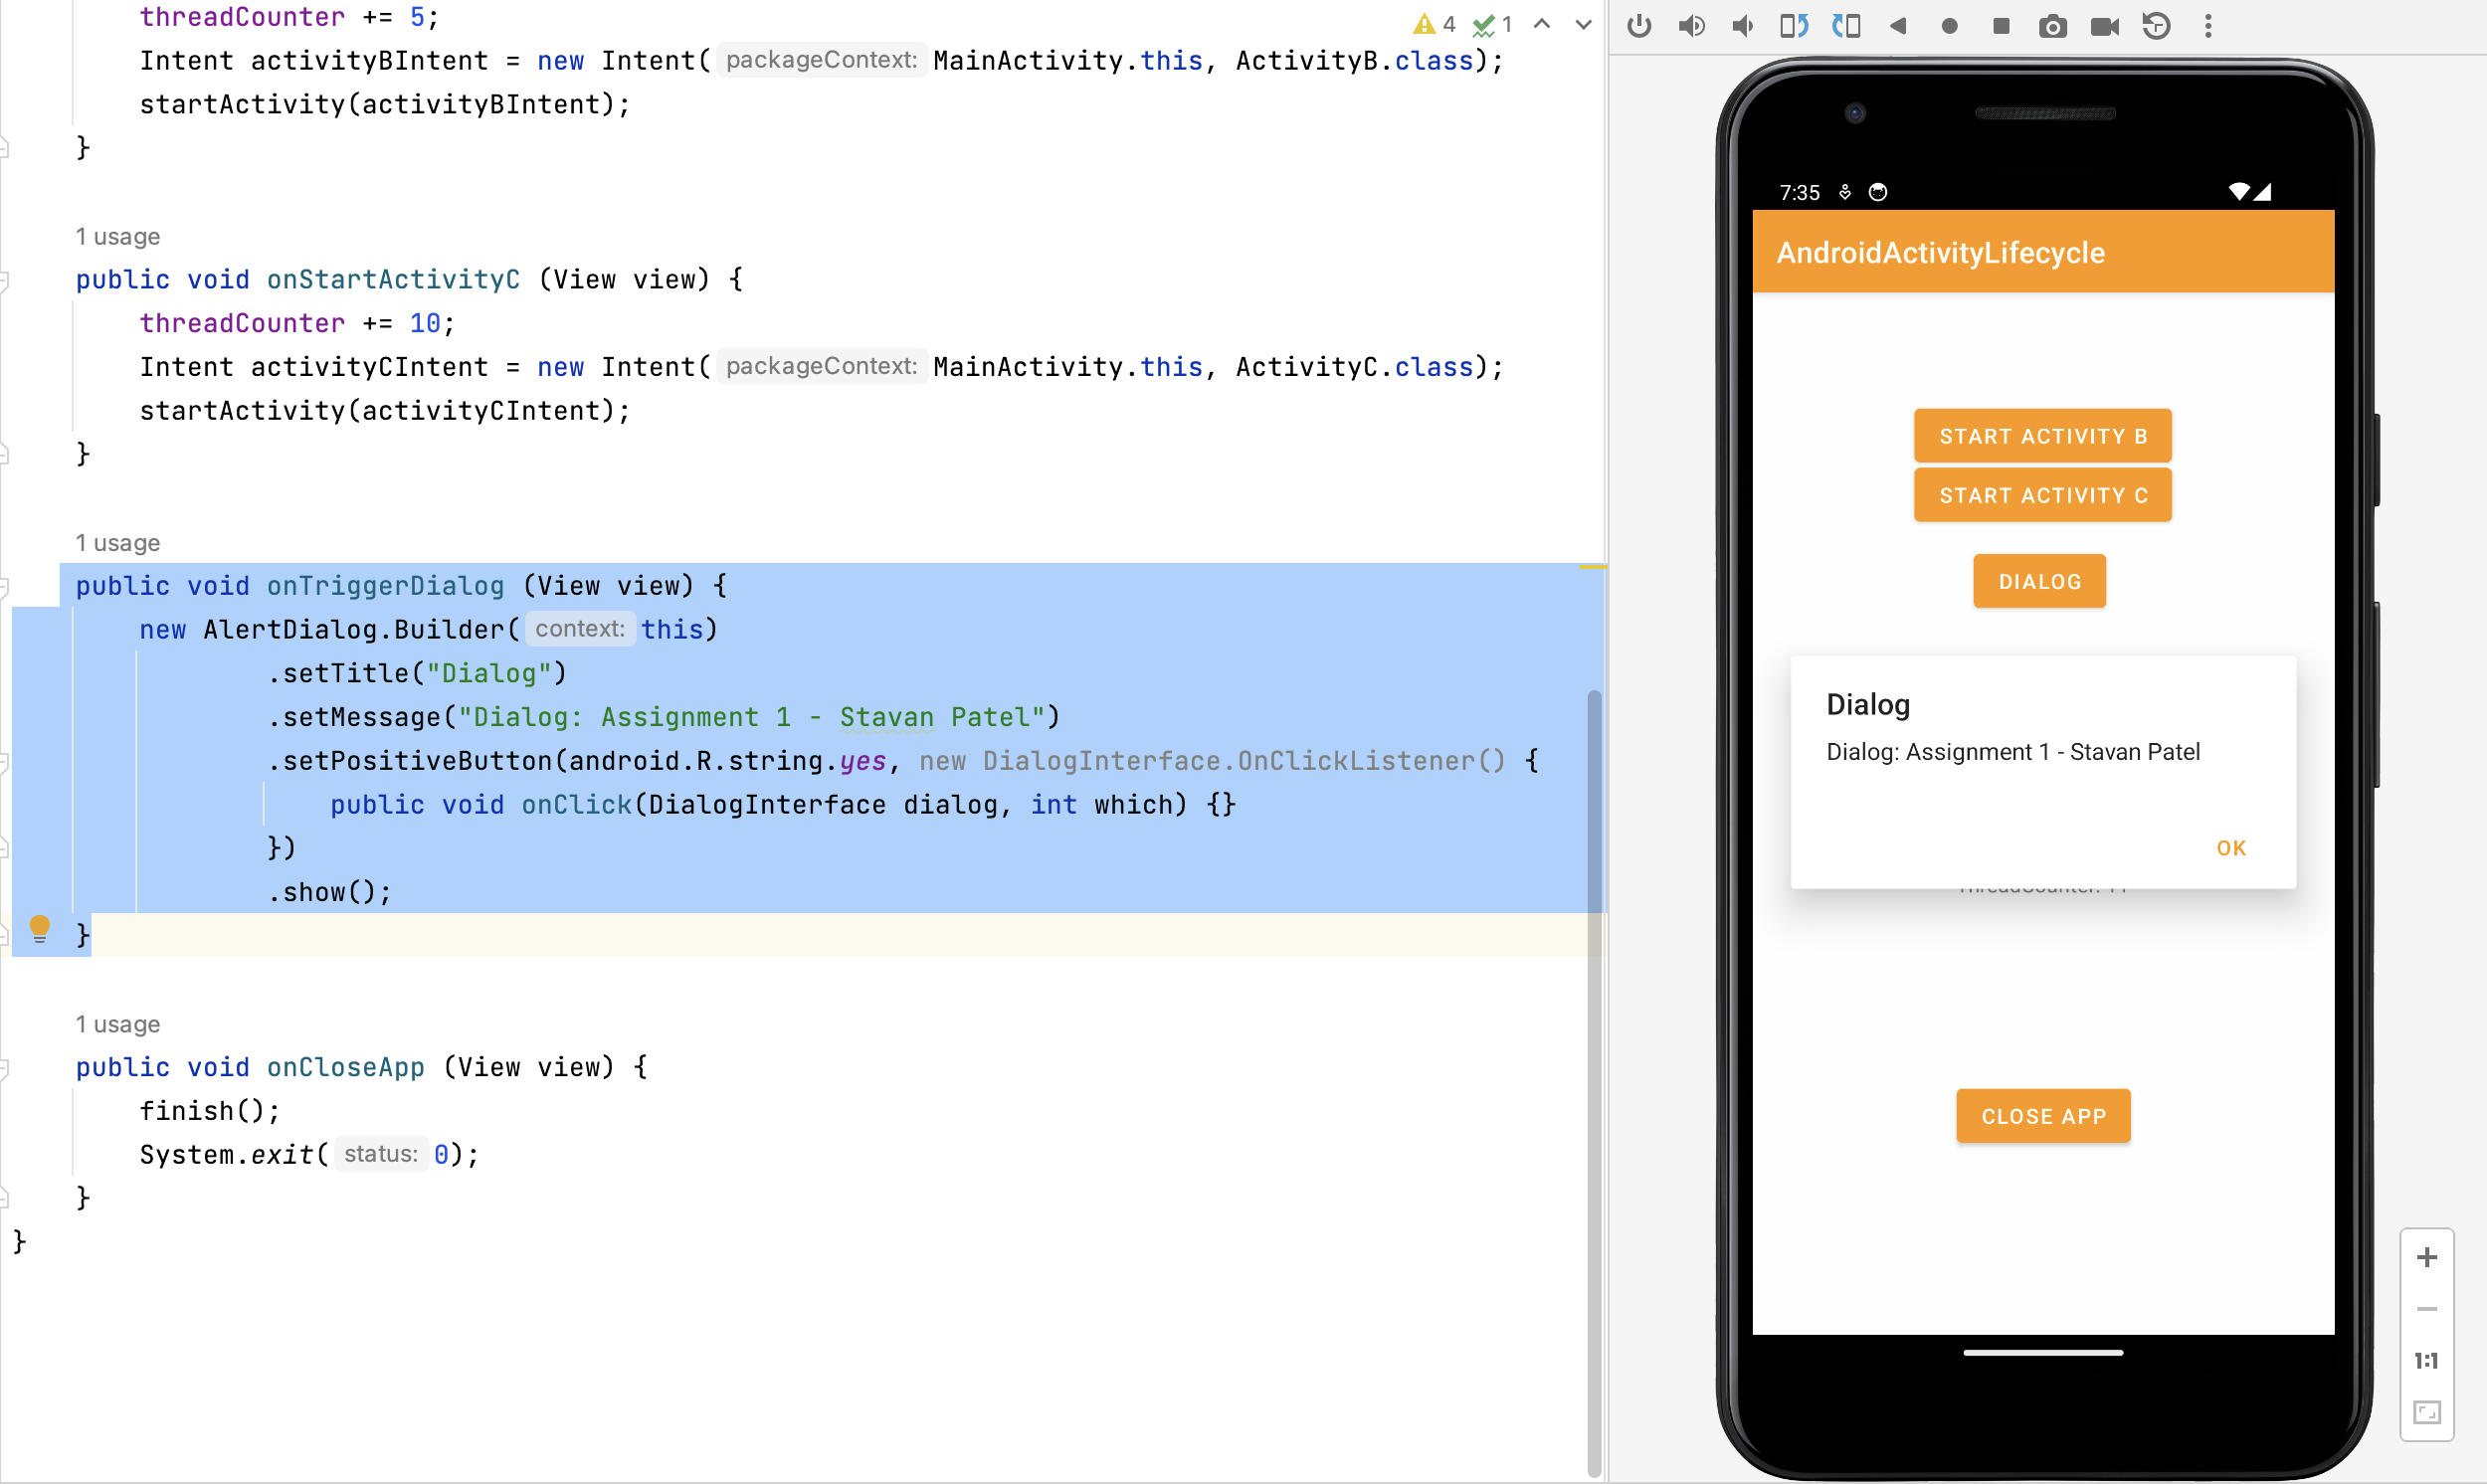 threadCounter += 5;
Intent activityBIntent = new Intent( packageContext: MainActivity.this, ActivityB.class);
startActivity(activityBIntent);
}
1 usage
public void onStartActivityC (View view) {
threadCounter += 10;
Intent activityCIntent = new Intent( packageContext: MainActivity.this, ActivityC.class);
startActivity(activityCIntent);
}
1 usage
public void onTriggerDialog (View view) {
new AlertDialog.Builder( context: this)
.setTitle("Dialog")
.setMessage("Dialog: Assignment 1 - Stavan Patel")
.setPositiveButton(android.R.string.yes, new DialogInterface.OnClickListener() {
public void onClick(DialogInterface dialog, int which) {}
})
.show();
}
1 usage
public void onCloseApp (View view) {
finish();
System.exit( status: 0);
}
}
4 1
7:35
AndroidActivityLifecycle
START ACTIVITY B
START ACTIVITY C
DIALOG
Dialog
Dialog: Assignment 1 - Stavan Patel
OK
CLOSE APP
1:1